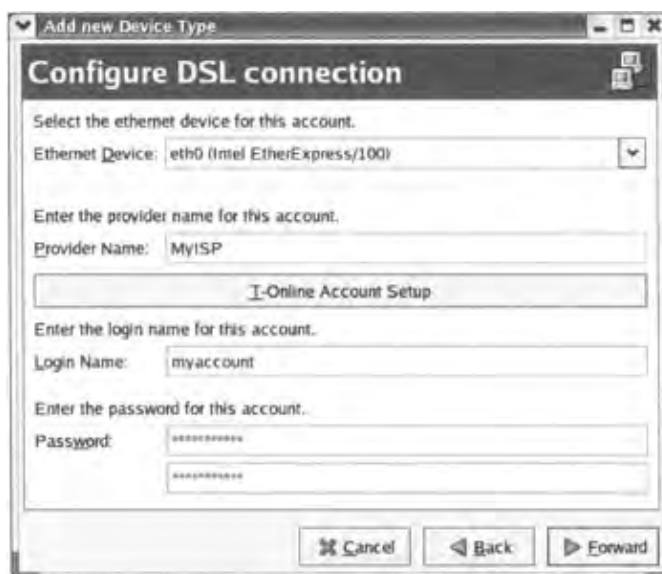 Add new Device Type
Configure DSL connection
Select the ethernet device for this account.
Ethernet Device: eth0 (Intel EtherExpress/100)
Enter the provider name for this account.
Provider Name: MyISP
T-Online Account Setup
Enter the login name for this account.
Login Name: myaccount
Enter the password for this account.
Password: ***********
***********
Cancel Back Forward